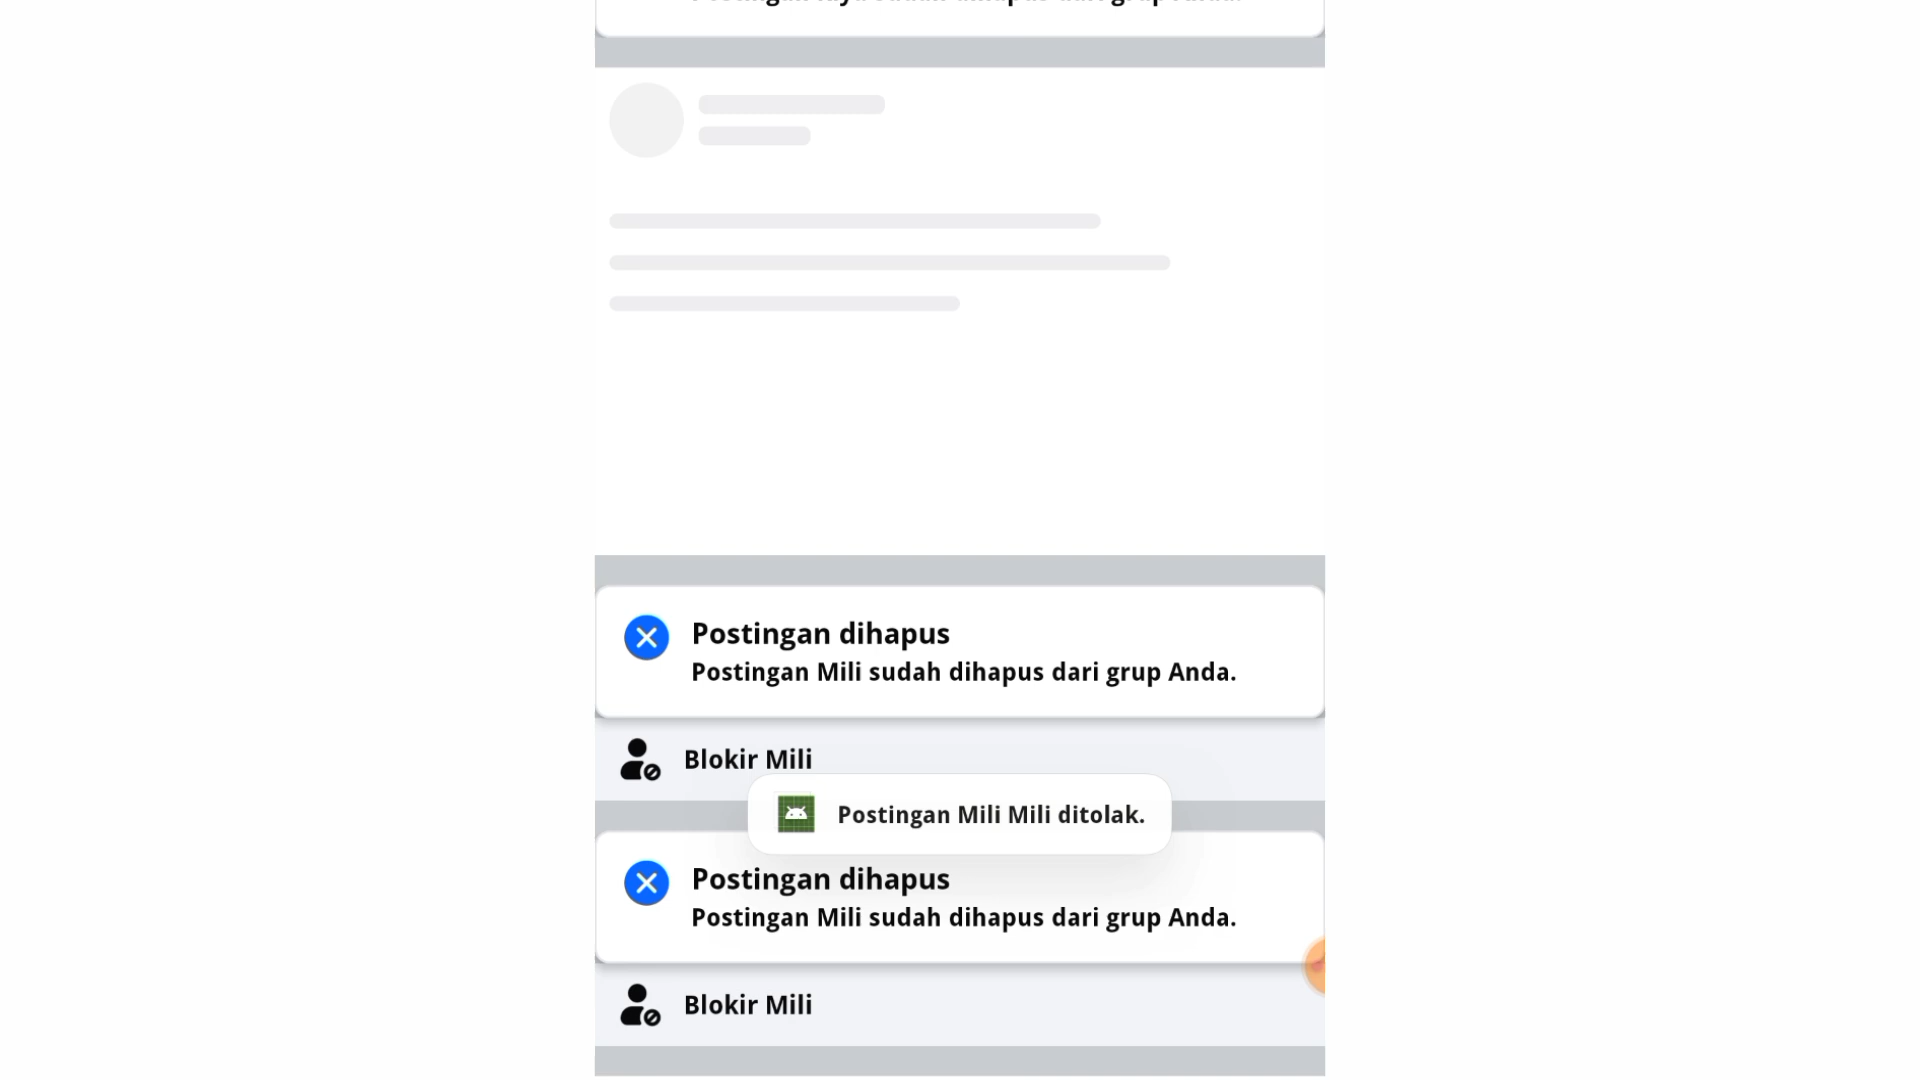 Postingan dihapus
Postingan Mili sudah dihapus dari grup Anda.
Blokir Mili
Postingan Mili Mili ditolak.
Postingan dihapus
Postingan Mili sudah dihapus dari grup Anda.
Blokir Mili